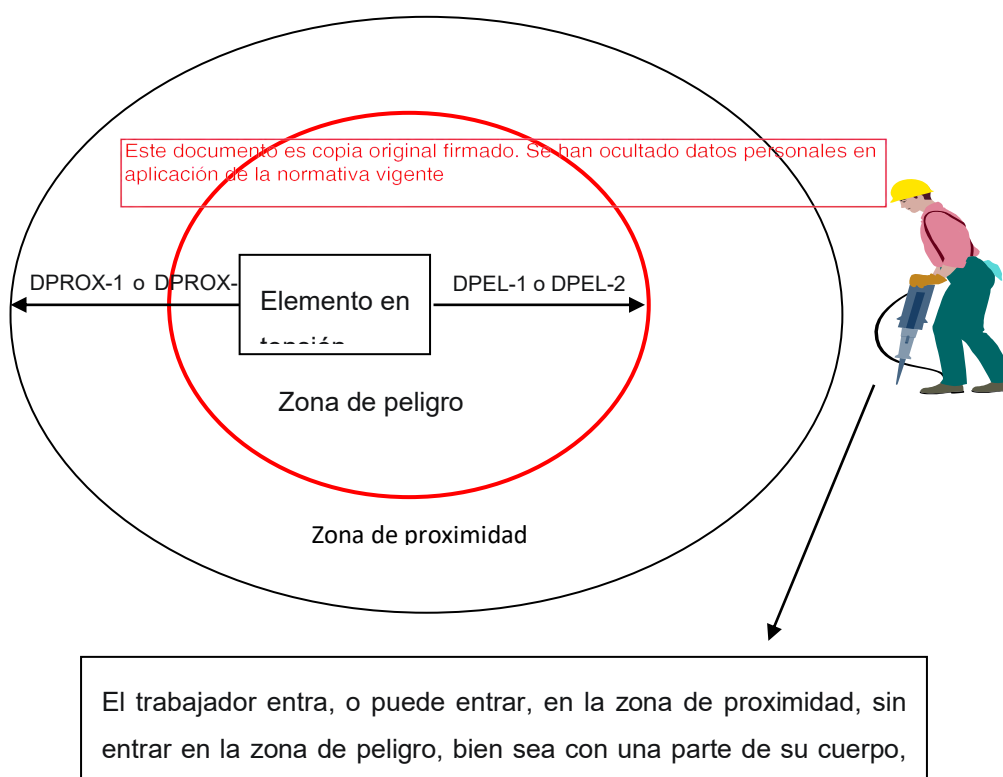 Este documento es copia original firmado. Se han ocultado datos personales en
aplicación de la normativa vigente
DPROX-1 o DPROX-
Elemento en
tensión
DPEL-1 o DPEL-2
Zona de peligro
Zona de proximidad
El trabajador entra, o puede entrar, en la zona de proximidad, sin
entrar en la zona de peligro, bien sea con una parte de su cuerpo,